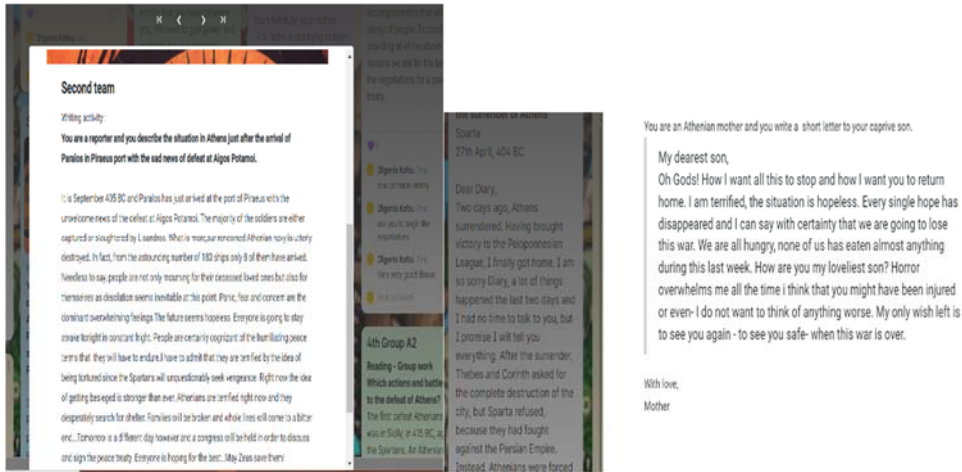 Second team
Writing activity:
You are a reporter and you describe the situation in Athens just after the arrival of
Paralos in Piraeus port with the sad news of defeat at Aigos Potamoi.
It is September 405 BC and Paralos has just arrived at the port of Piraeus with the
unwelcome news of the defeat at Aigos Potamoi. The majority of the soldiers are either
captured or slaughtered by Lisandros. What is more,our renowned Athenian navy is utterly
destroyed. In fact, from the astounding number of 180 ships only 8 of them have arrived.
Needless to say, people are not only mourning for their deceased loved ones but also for
themselves as desolation seems inevitable at this point. Panic, fear and concern are the
dominant overwhelming feelings.The future seems hopeless. Everyone is going to stay
awake tonight in constant fright. People are certainly cognizant of the humiliating peace
terms that they will have to endure.I have to admit that they are terrified by the idea of
being tortured since the Spartans will unquestionably seek vengeance. Right now the idea
of getting besieged is stronger than ever. Athenians are terrified right now and they
desperately search for shelter. Families will be broken and whole lives will come to a bitter
end...Tomorrow is a different day however and a congress will be held in order to discuss
and sign the peace treaty. Everyone is hoping for the best...May Zeus save them!
4th Group A2
Reading - Group work
Which actions and battle
to the defeat of Athens?
The first defeat Athenians
was in Sicily, in 415 BC,
the Spartans. An Athenian
the surrender of Athens
Sparta
27th April, 404 BC
Dear Diary,
Two days ago, Athens
surrendered. Having brought
victory to the Peloponnesian
League, I finally got home. I am
so sorry Diary, a lot of things
happened the last two days and
I had no time to talk to you, but
I promise I will tell you
everything. After the surrender,
Thebes and Corinth asked for
the complete destruction of the
city, but Sparta refused,
because they had fought
against the Persian Empire.
Instead, Athenians were forced
You are an Athenian mother and you write a short letter to your caprive son.
My dearest son,
Oh Gods! How I want all this to stop and how I want you to return
home. I am terrified, the situation is hopeless. Every single hope has
disappeared and I can say with certainty that we are going to lose
this war. We are all hungry, none of us has eaten almost anything
during this last week. How are you my loveliest son? Horror
overwhelms me all the time i think that you might have been injured
or even- I do not want to think of anything worse. My only wish left is
to see you again - to see you safe- when this war is over.
With love,
Mother